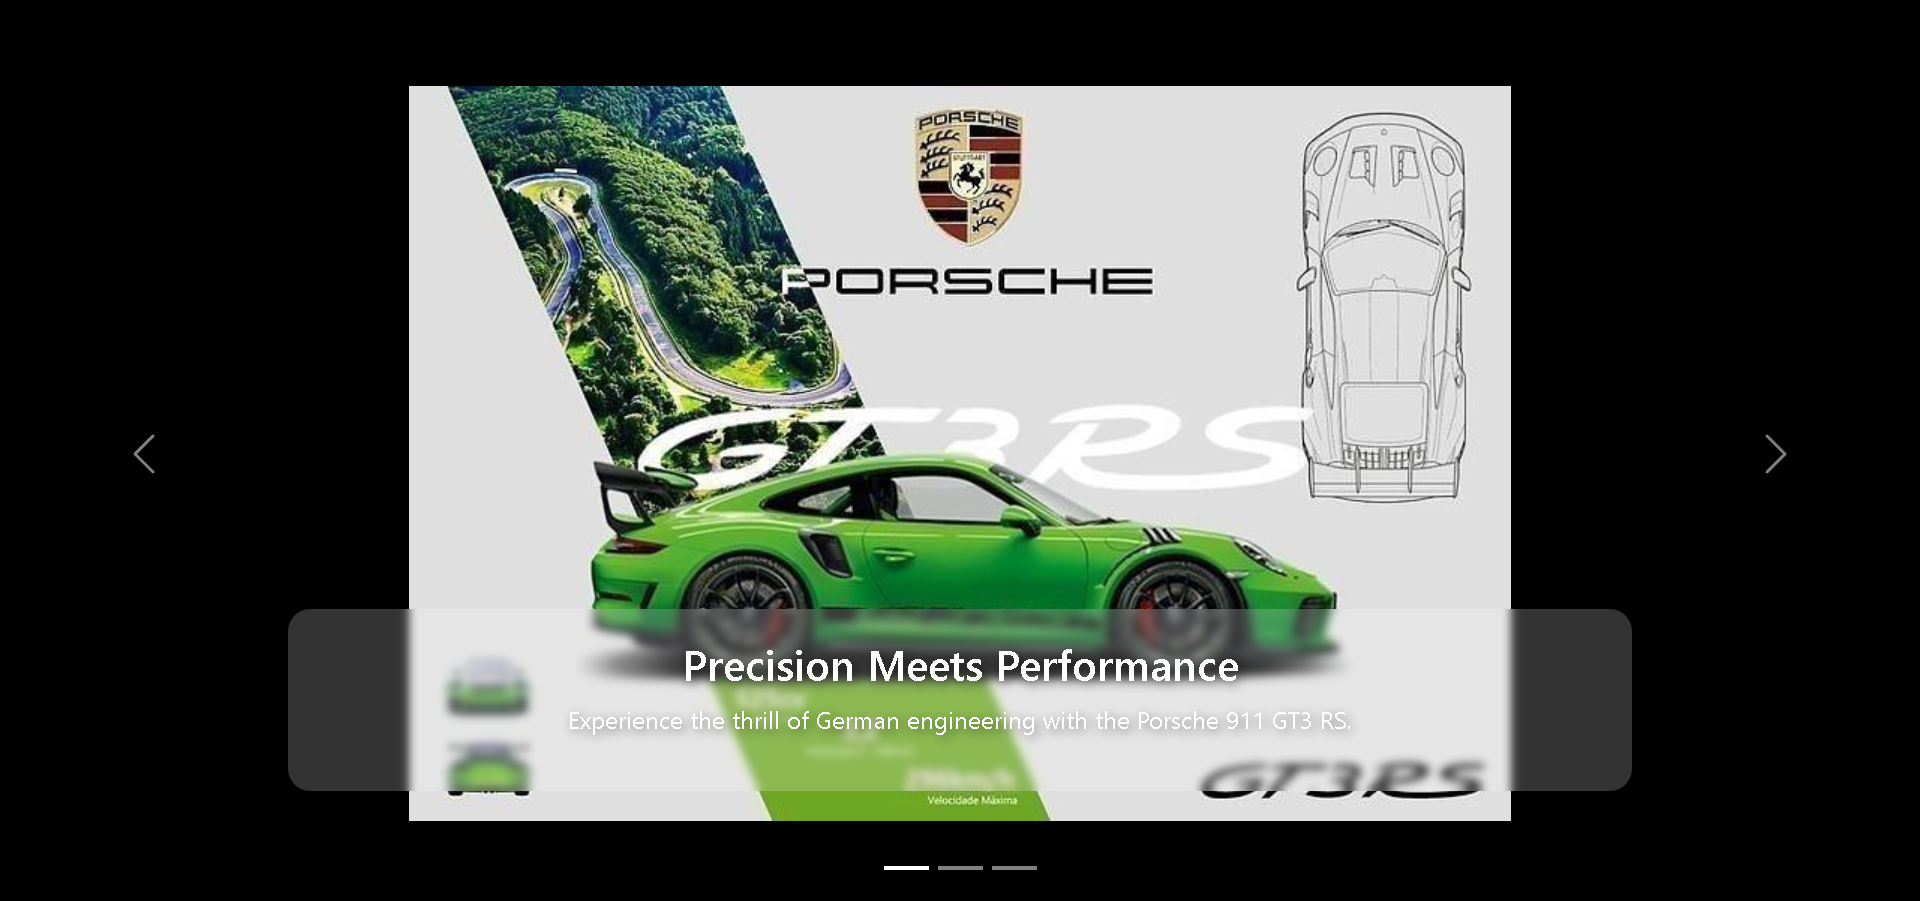 PORSCHE
STUTTGART
PORSCHE
GT3RS
Precision Meets Performance
Experience the thrill of German engineering with the Porsche 911 GT3 RS.
296km/h
Velocidade Máxima
GT3RS